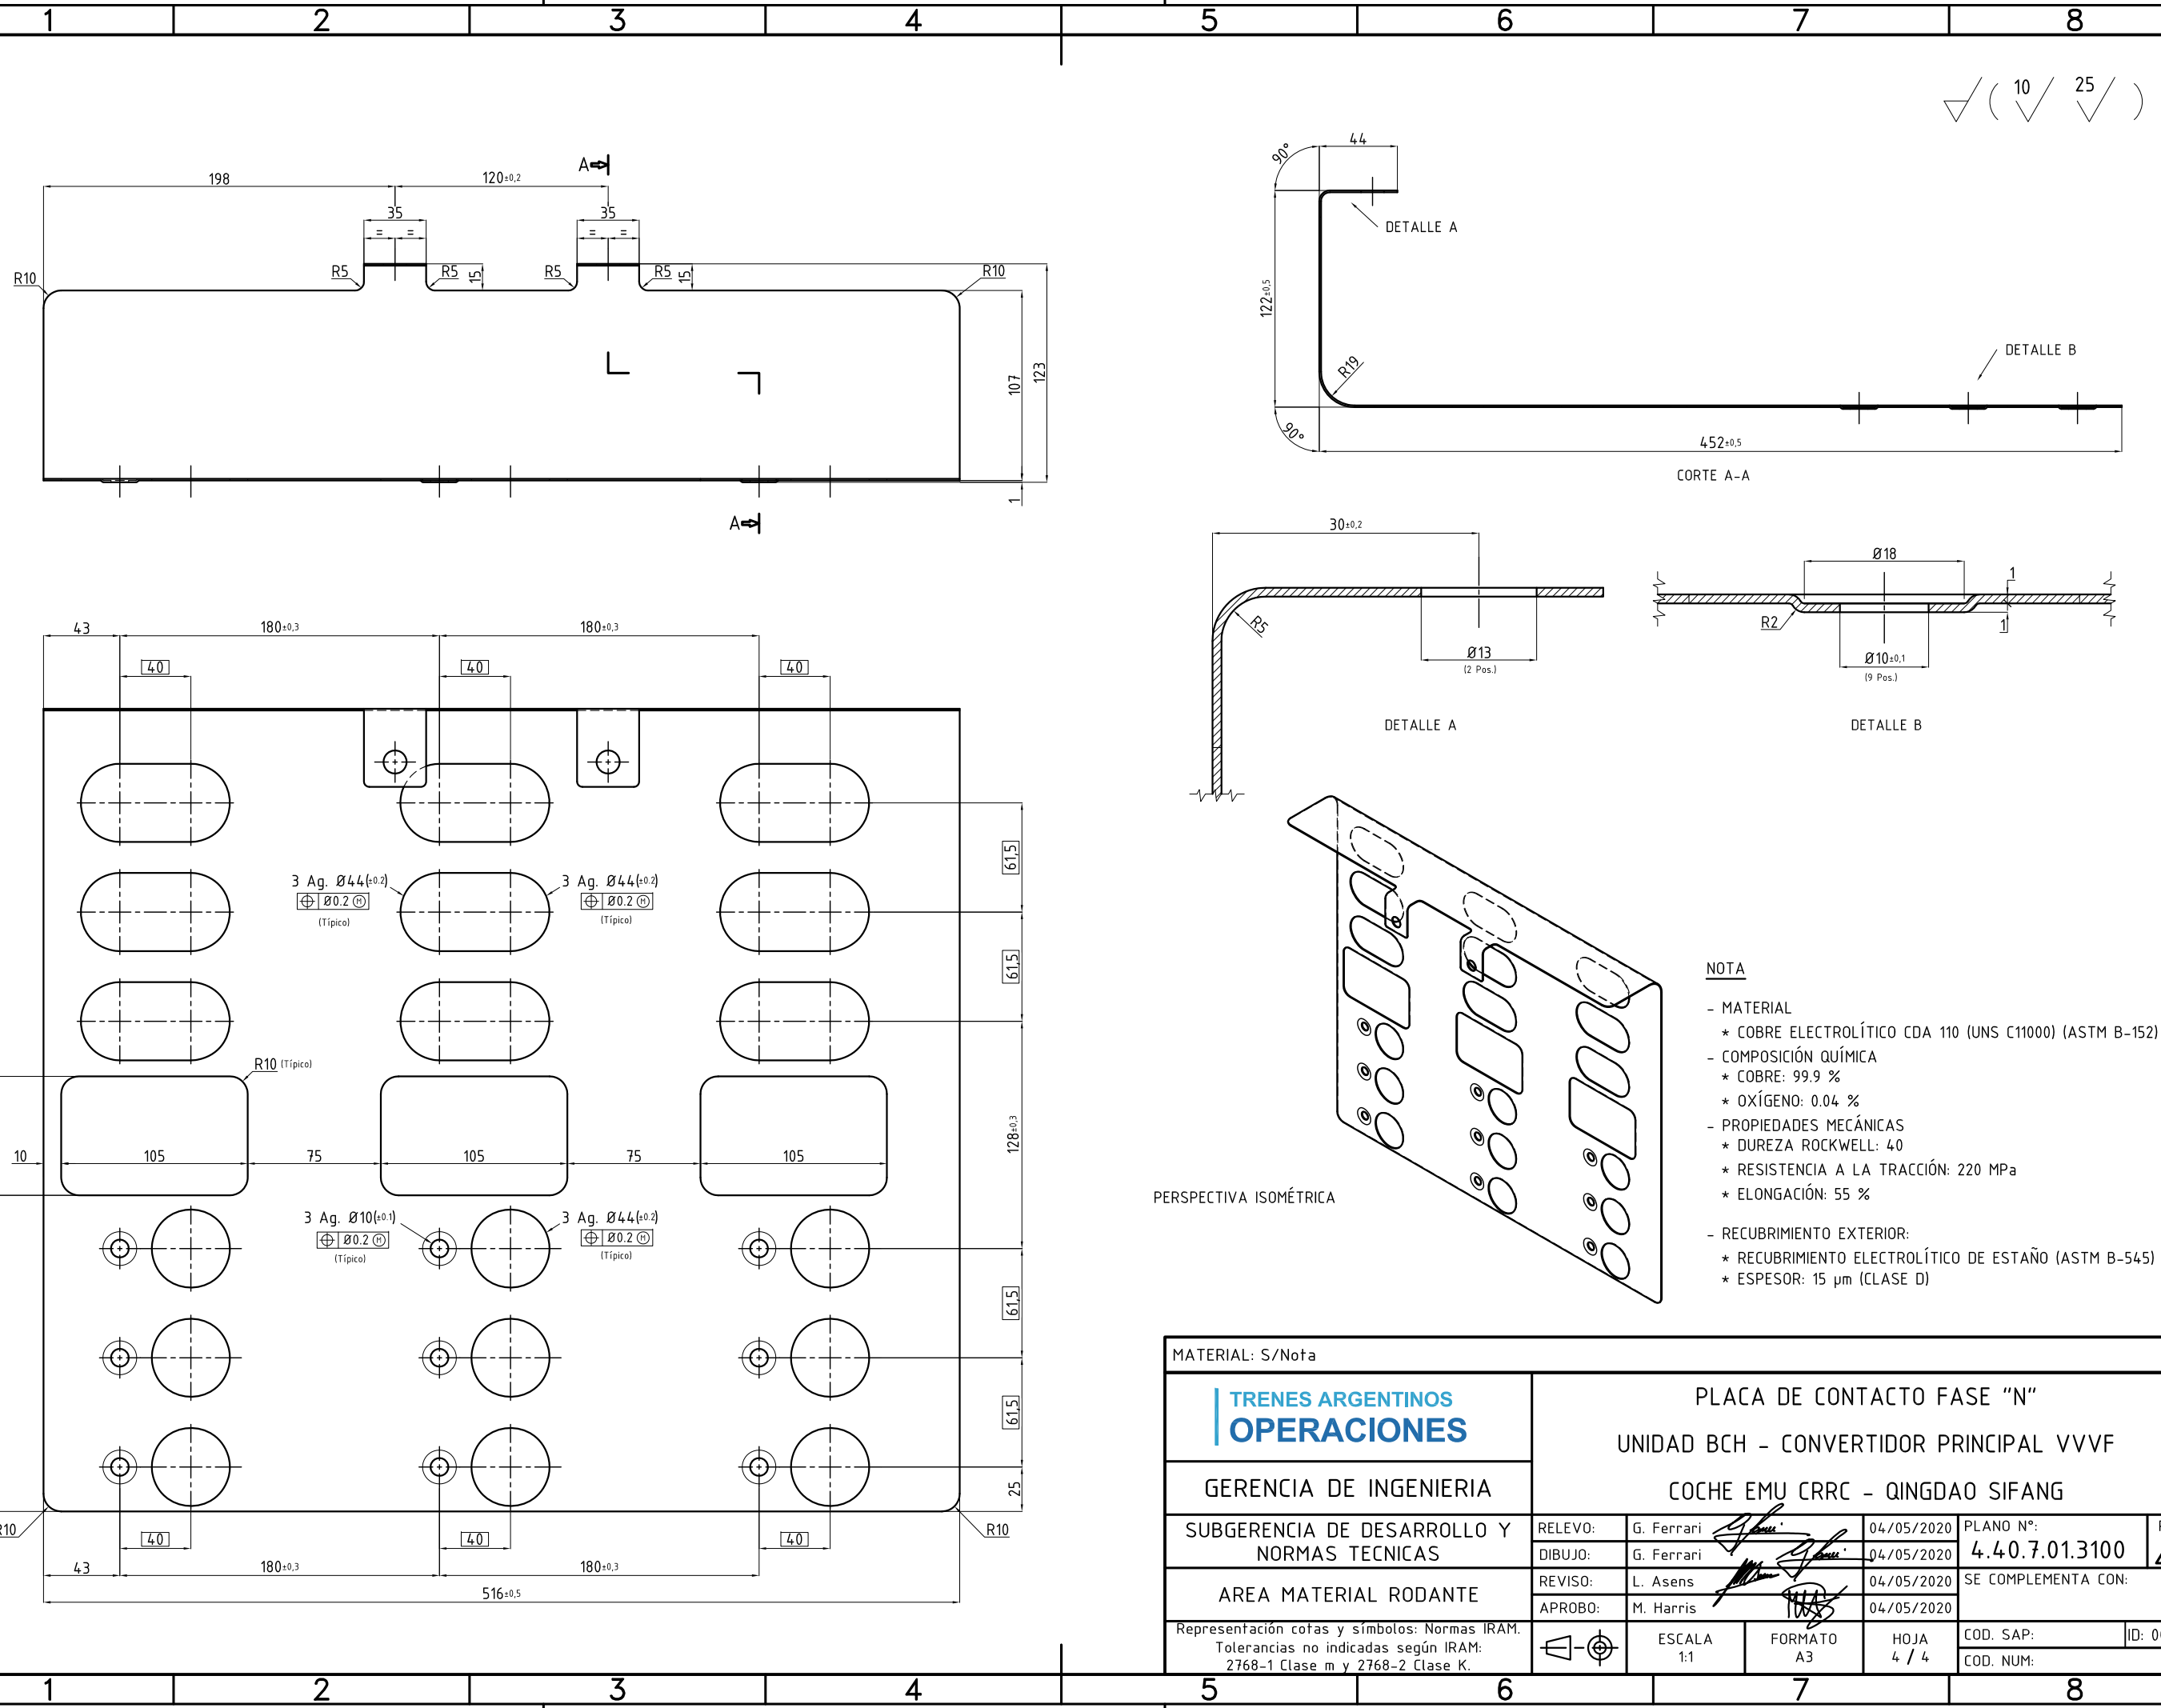 1 2 3 4 5 6 7 8
10 25
198
120±0,2
A
35
35
= =
= =
R10
R5
R5
15
R5
R5
15
R10
107
123
1
A
44
90°
DETALLE A
122±0,5
R19
DETALLE B
90°
452±0,5
CORTE A-A
30±0,2
R5
Ø13
(2 Pos.)
DETALLE A
Ø18
1
R2
1
Ø10±0,1
(9 Pos.)
DETALLE B
43
180±0,3
180±0,3
40
40
40
61,5
3 Ag. Ø44(±0.2)
Ø0.2 Ⓜ
(Típico)
3 Ag. Ø44(±0.2)
Ø0.2 Ⓜ
(Típico)
61,5
R10 (Típico)
128±0,3
10
105
75
105
75
105
3 Ag. Ø10(±0.1)
Ø0.2 Ⓜ
(Típico)
3 Ag. Ø44(±0.2)
Ø0.2 Ⓜ
(Típico)
61,5
61,5
25
R10
R10
40
40
40
43
180±0,3
180±0,3
516±0,5
PERSPECTIVA ISOMÉTRICA
NOTA
- MATERIAL
* COBRE ELECTROLÍTICO CDA 110 (UNS C11000) (ASTM B-152)
- COMPOSICIÓN QUÍMICA
* COBRE: 99.9 %
* OXÍGENO: 0.04 %
- PROPIEDADES MECÁNICAS
* DUREZA ROCKWELL: 40
* RESISTENCIA A LA TRACCIÓN: 220 MPa
* ELONGACIÓN: 55 %
- RECUBRIMIENTO EXTERIOR:
* RECUBRIMIENTO ELECTROLÍTICO DE ESTAÑO (ASTM B-545)
* ESPESOR: 15 µm (CLASE D)
MATERIAL: S/Nota
TRENES ARGENTINOS
OPERACIONES
GERENCIA DE INGENIERIA
SUBGERENCIA DE DESARROLLO Y
NORMAS TECNICAS
AREA MATERIAL RODANTE
Representación cotas y símbolos: Normas IRAM.
Tolerancias no indicadas según IRAM:
2768-1 Clase m y 2768-2 Clase K.
PLACA DE CONTACTO FASE "N"
UNIDAD BCH - CONVERTIDOR PRINCIPAL VVVF
COCHE EMU CRRC - QINGDAO SIFANG
RELEVO: G. Ferrari 04/05/2020
DIBUJO: G. Ferrari 04/05/2020
REVISO: L. Asens 04/05/2020
APROBO: M. Harris 04/05/2020
PLANO N°:
4.40.7.01.3100
SE COMPLEMENTA CON:
ESCALA
1:1
FORMATO
A3
HOJA
4 / 4
COD. SAP:
ID:
COD. NUM:
1 2 3 4 5 6 7 8